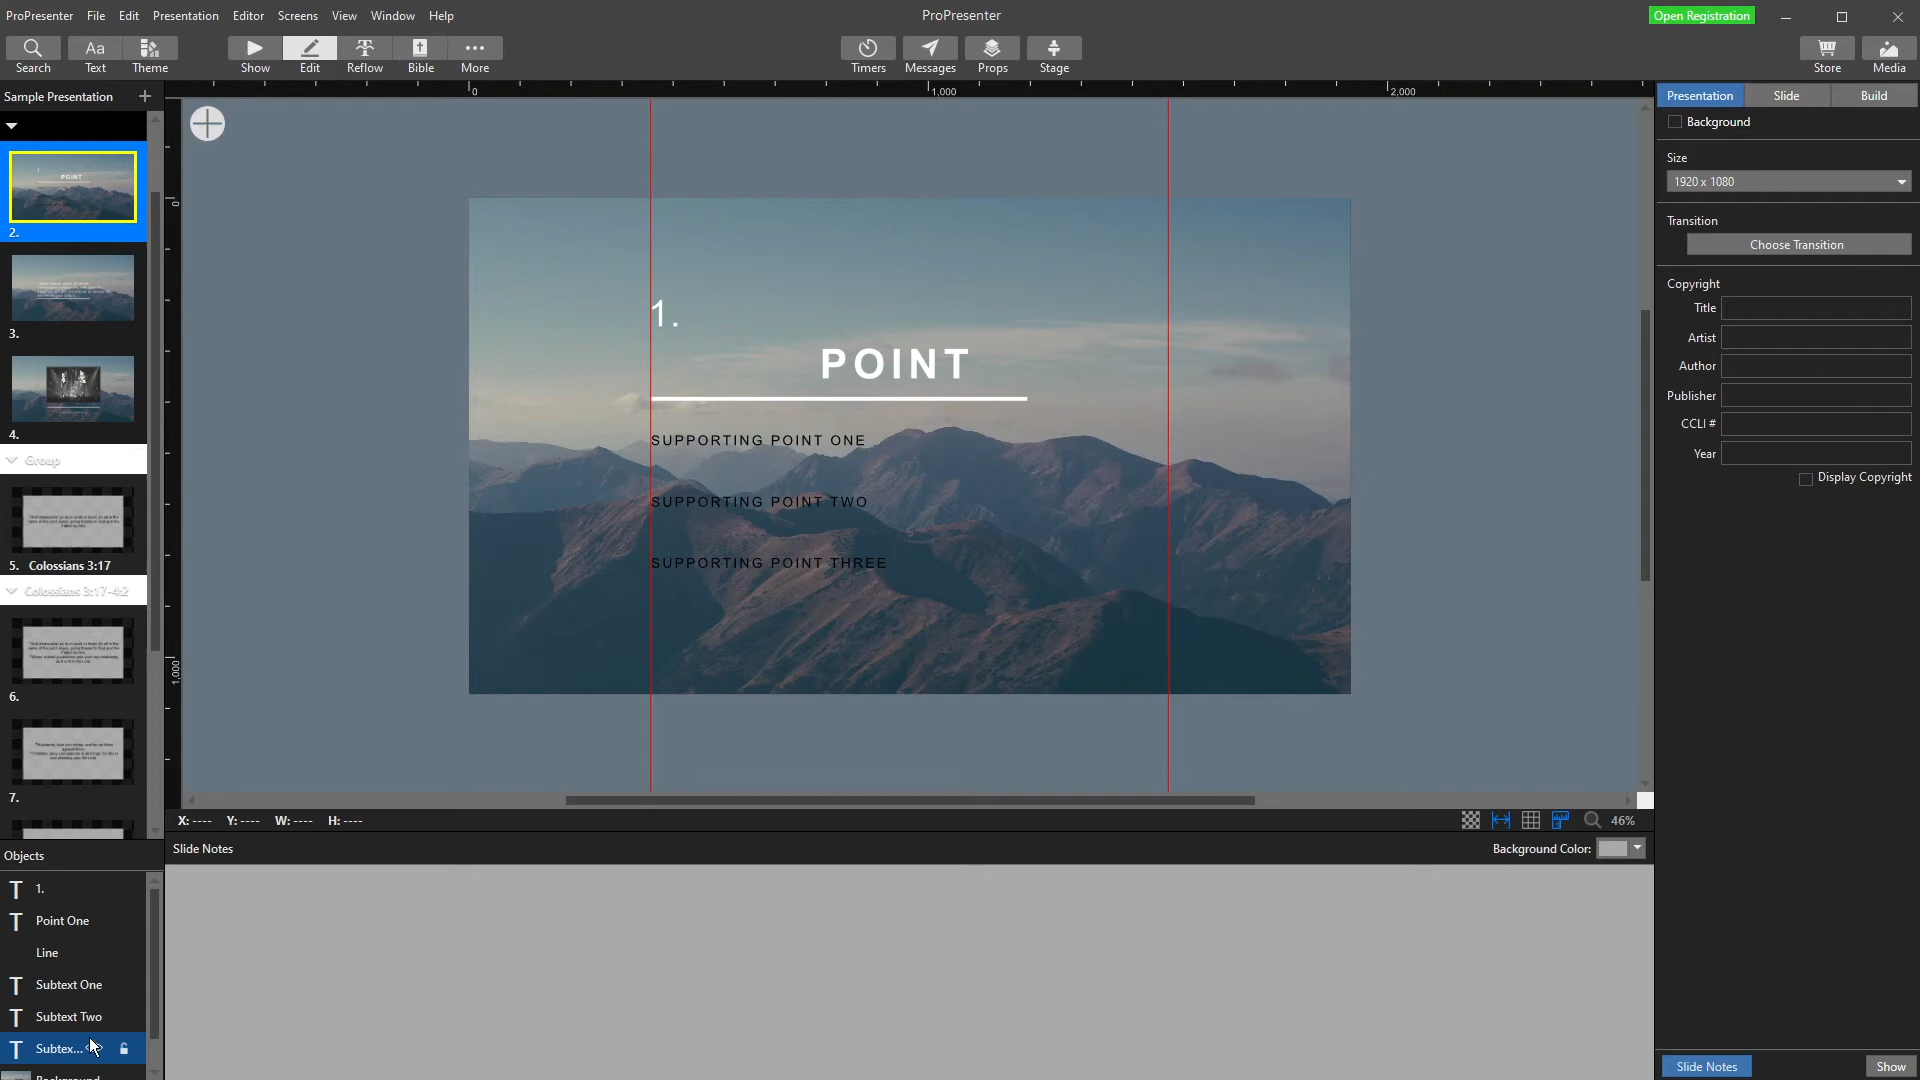 ProPresenter File Edit Presentation Editor Screens View Window Help
ProPresenter
Open Registration
Search Text Theme Show Edit Reflow Bible More Timers Messages Props Stage Store Media
Sample Presentation
0 1,000 2,000
0
1,000
2.
3.
4.
Group
5. Colossians 3:17
Colossians 3:17-4:2
6.
7.
POINT
1.
POINT
SUPPORTING POINT ONE
SUPPORTING POINT TWO
SUPPORTING POINT THREE
Presentation Slide Build
Background
Size
1920 x 1080
Transition
Choose Transition
Copyright
Title
Artist
Author
Publisher
CCLI #
Year
Display Copyright
X: ---- Y: ---- W: ---- H: ----
46%
Slide Notes
Background Color:
Objects
T 1.
T Point One
Line
T Subtext One
T Subtext Two
T Subtex...
Background
Slide Notes
Show